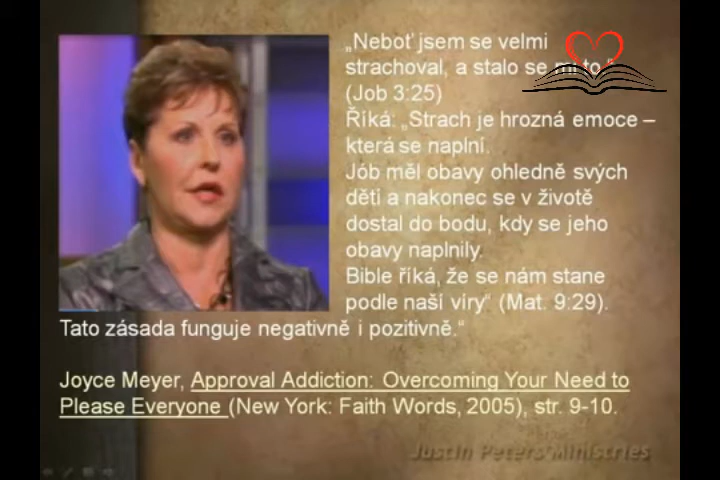 „Neboť jsem se velmi
strachoval, a stalo se mi to.“
(Job 3:25)
Říká: „Strach je hrozná emoce –
která se naplní.
Jób měl obavy ohledně svých
dětí a nakonec se v životě
dostal do bodu, kdy se jeho
obavy naplnily.
Bible říká, že se nám stane
podle naší víry“ (Mat. 9:29).
Tato zásada funguje negativně i pozitivně.“
Joyce Meyer, Approval Addiction: Overcoming Your Need to
Please Everyone (New York: Faith Words, 2005), str. 9-10.
Justin Peters Ministries